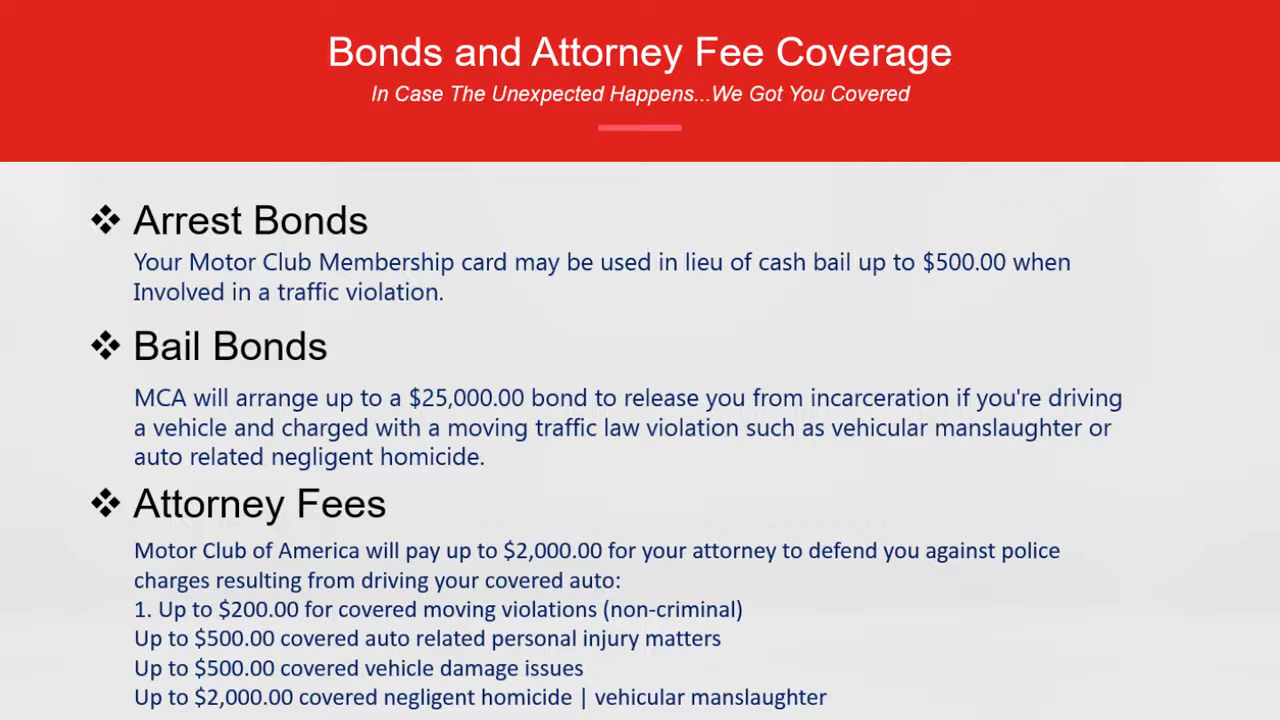 Bonds and Attorney Fee Coverage
In Case The Unexpected Happens...We Got You Covered
❖ Arrest Bonds
Your Motor Club Membership card may be used in lieu of cash bail up to $500.00 when
Involved in a traffic violation.
❖ Bail Bonds
MCA will arrange up to a $25,000.00 bond to release you from incarceration if you're driving
a vehicle and charged with a moving traffic law violation such as vehicular manslaughter or
auto related negligent homicide.
❖ Attorney Fees
Motor Club of America will pay up to $2,000.00 for your attorney to defend you against police
charges resulting from driving your covered auto:
1. Up to $200.00 for covered moving violations (non-criminal)
Up to $500.00 covered auto related personal injury matters
Up to $500.00 covered vehicle damage issues
Up to $2,000.00 covered negligent homicide | vehicular manslaughter